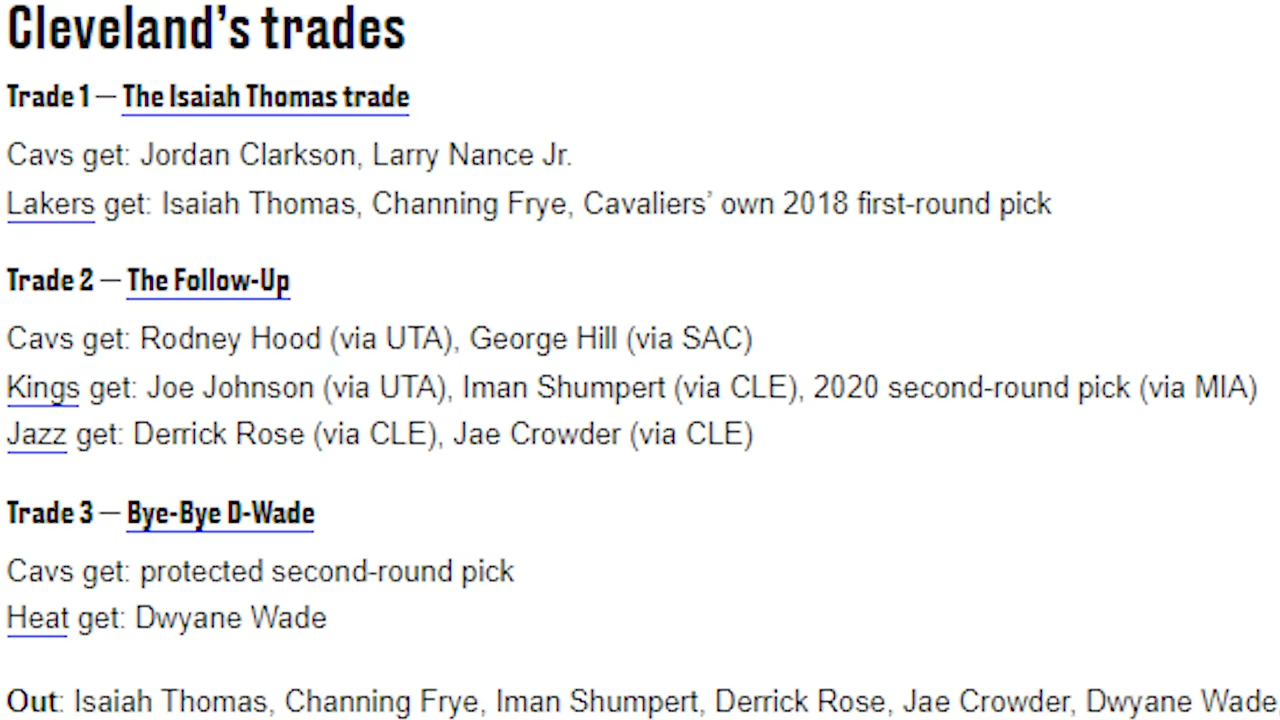 Cleveland’s trades
Trade 1 — The Isaiah Thomas trade
Cavs get: Jordan Clarkson, Larry Nance Jr.
Lakers get: Isaiah Thomas, Channing Frye, Cavaliers’ own 2018 first-round pick
Trade 2 — The Follow-Up
Cavs get: Rodney Hood (via UTA), George Hill (via SAC)
Kings get: Joe Johnson (via UTA), Iman Shumpert (via CLE), 2020 second-round pick (via MIA)
Jazz get: Derrick Rose (via CLE), Jae Crowder (via CLE)
Trade 3 — Bye-Bye D-Wade
Cavs get: protected second-round pick
Heat get: Dwyane Wade
Out: Isaiah Thomas, Channing Frye, Iman Shumpert, Derrick Rose, Jae Crowder, Dwyane Wade,